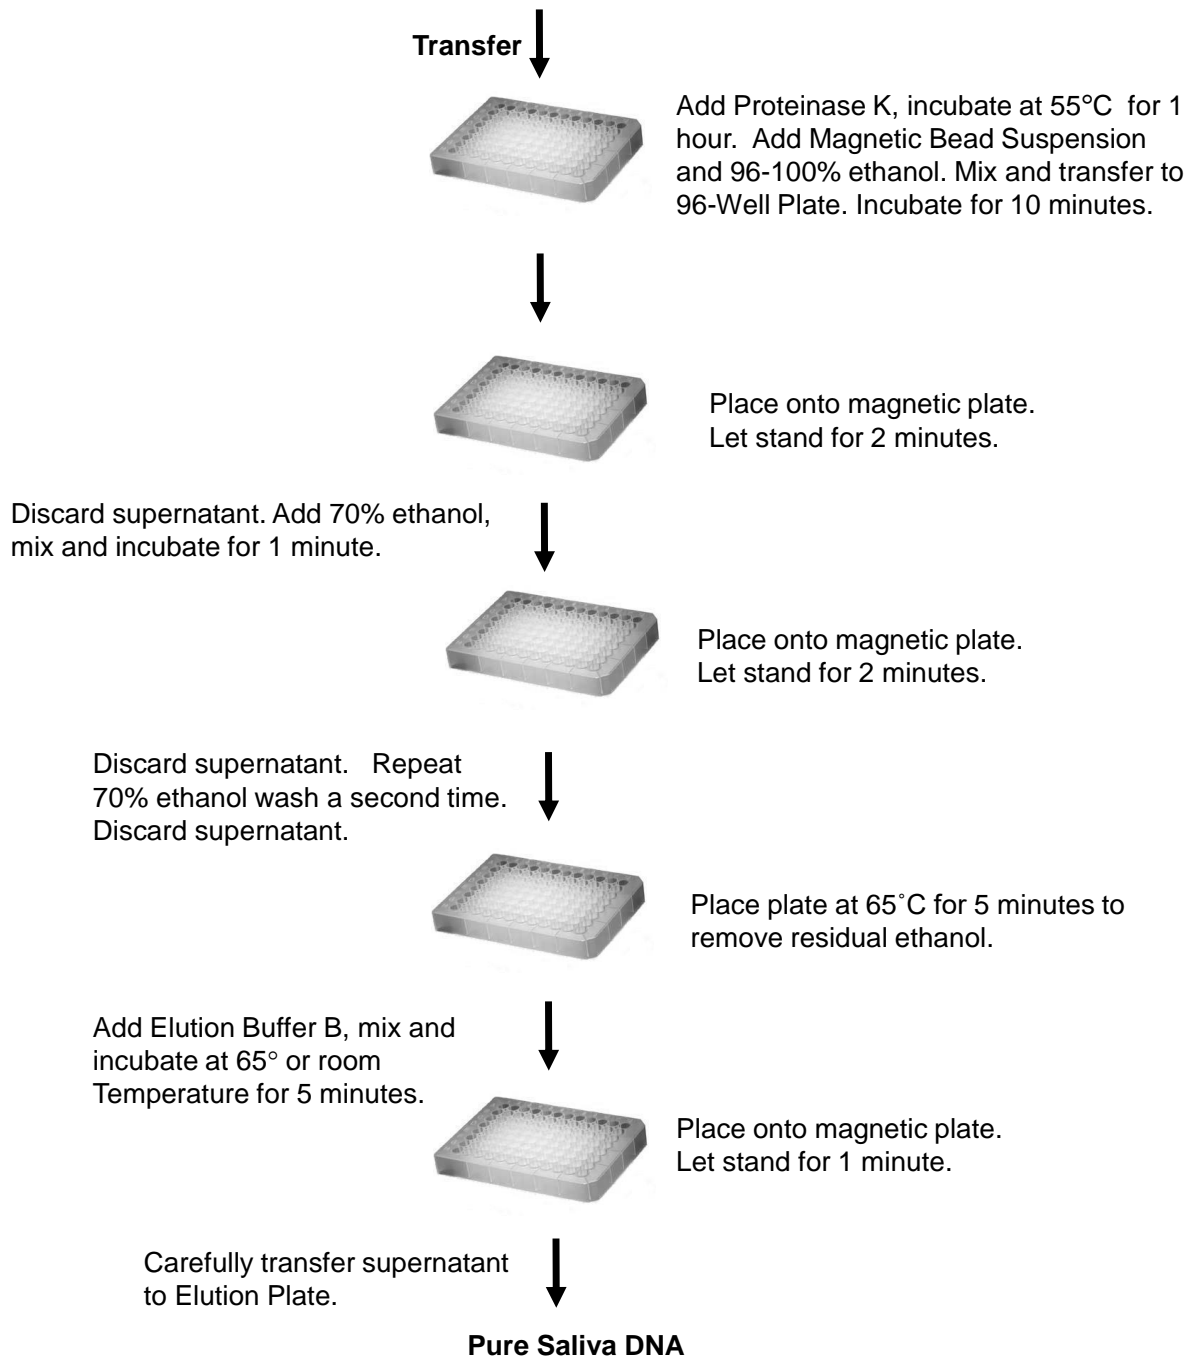 Transfer
Add Proteinase K, incubate at 55°C  for 1
hour.  Add Magnetic Bead Suspension
and 96-100% ethanol. Mix and transfer to
96-Well Plate. Incubate for 10 minutes.
Place onto magnetic plate.
Let stand for 2 minutes.
Discard supernatant. Add 70% ethanol,
mix and incubate for 1 minute.
Place onto magnetic plate.
Let stand for 2 minutes.
Discard supernatant.   Repeat
70% ethanol wash a second time.
Discard supernatant.
Place plate at 65˚C for 5 minutes to
remove residual ethanol.
Add Elution Buffer B, mix and
incubate at 65° or room
Temperature for 5 minutes.
Place onto magnetic plate.
Let stand for 1 minute.
Carefully transfer supernatant
to Elution Plate.
Pure Saliva DNA